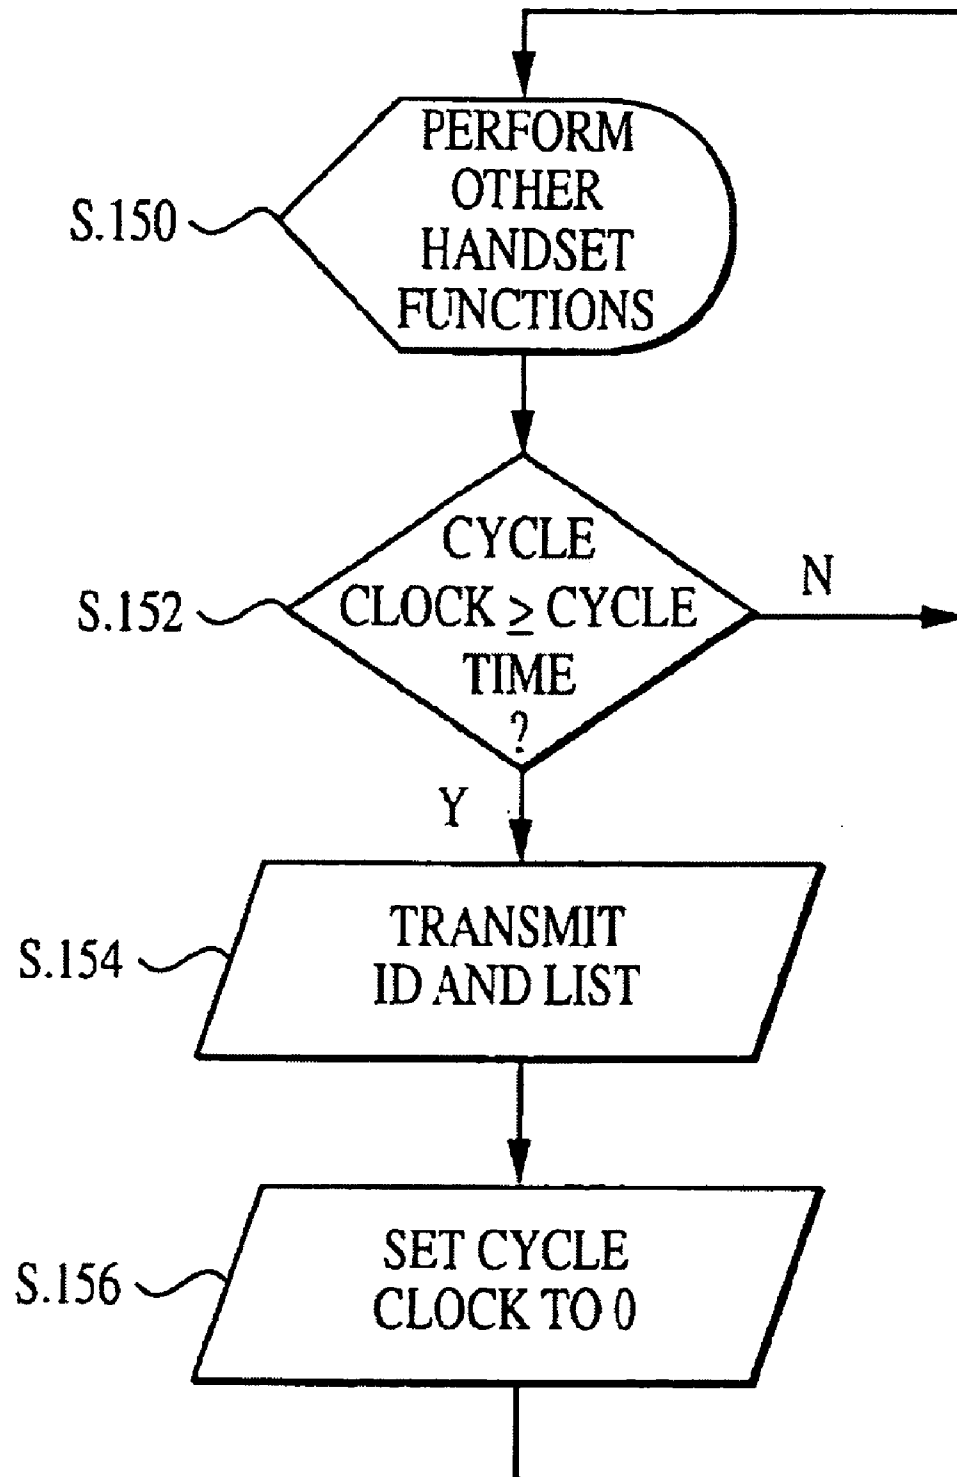 PERFORM
OTHER
HANDSET
FUNCTIONS
S.150
CYCLE
CLOCK ≥ CYCLE
TIME
?
S.152
N
Y
TRANSMIT
ID AND LIST
S.154
SET CYCLE
CLOCK TO 0
S.156